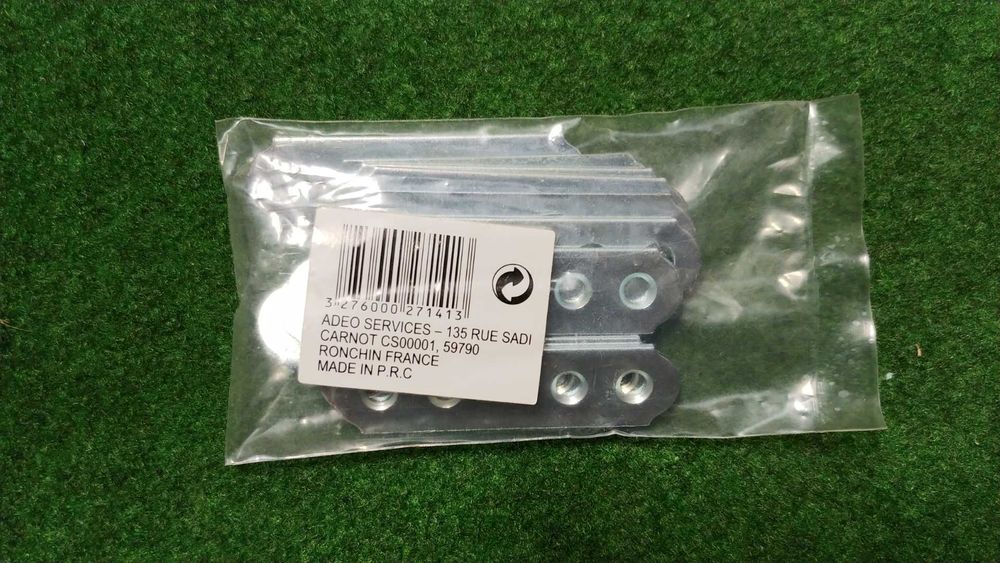 3 276000 271413
ADEO SERVICES – 135 RUE SADI
CARNOT CS00001, 59790
RONCHIN FRANCE
MADE IN P.R.C